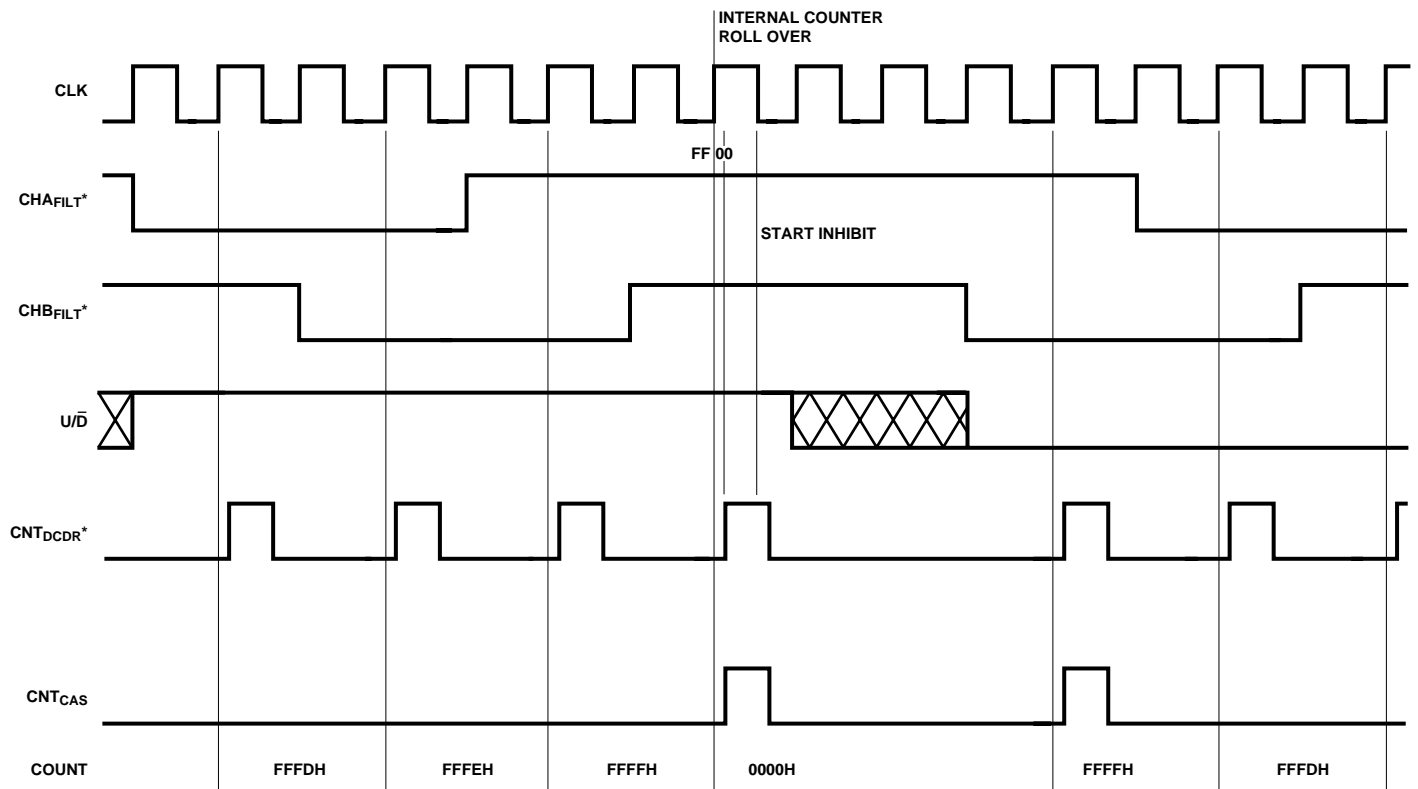 INTERNAL COUNTER
ROLL OVER
CLK
FF 00
CHAFILT*
START INHIBIT
CHBFILT*
U/D̅
CNTDCDR*
CNTCAS
COUNT FFFDH FFFEH FFFFH 0000H FFFFH FFFDH